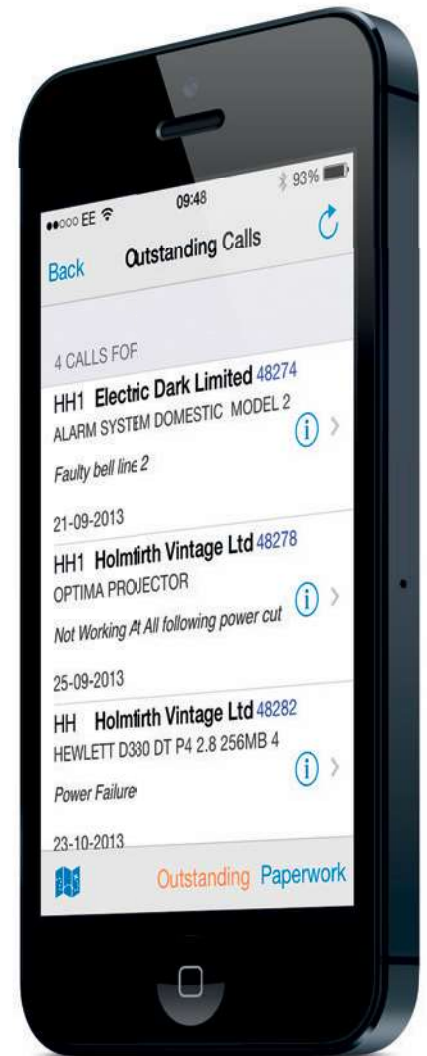 EE 09:48 93%
Back Outstanding Calls
4 CALLS FOF
HH1 Electric Dark Limited 48274
ALARM SYSTEM DOMESTIC MODEL 2
Faulty bell line 2
21-09-2013
HH1 Holmfirth Vintage Ltd 48278
OPTIMA PROJECTOR
Not Working At All following power cut
25-09-2013
HH Holmfirth Vintage Ltd 48282
HEWLETT D330 DT P4 2.8 256MB 4
Power Failure
23-10-2013
Outstanding Paperwork